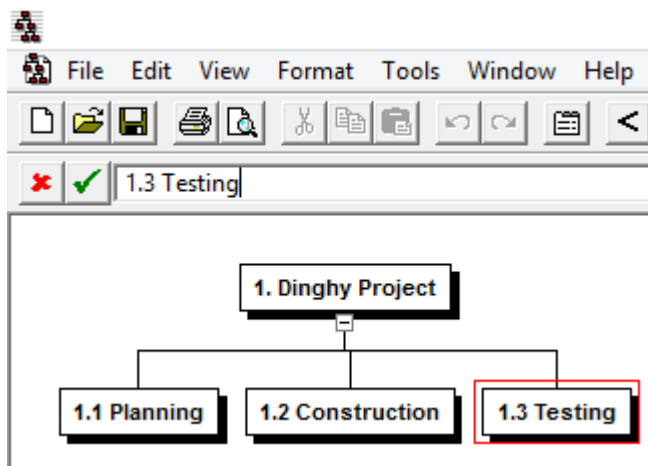 File Edit View Format Tools Window Help
1.3 Testing
1. Dinghy Project
1.1 Planning 1.2 Construction 1.3 Testing